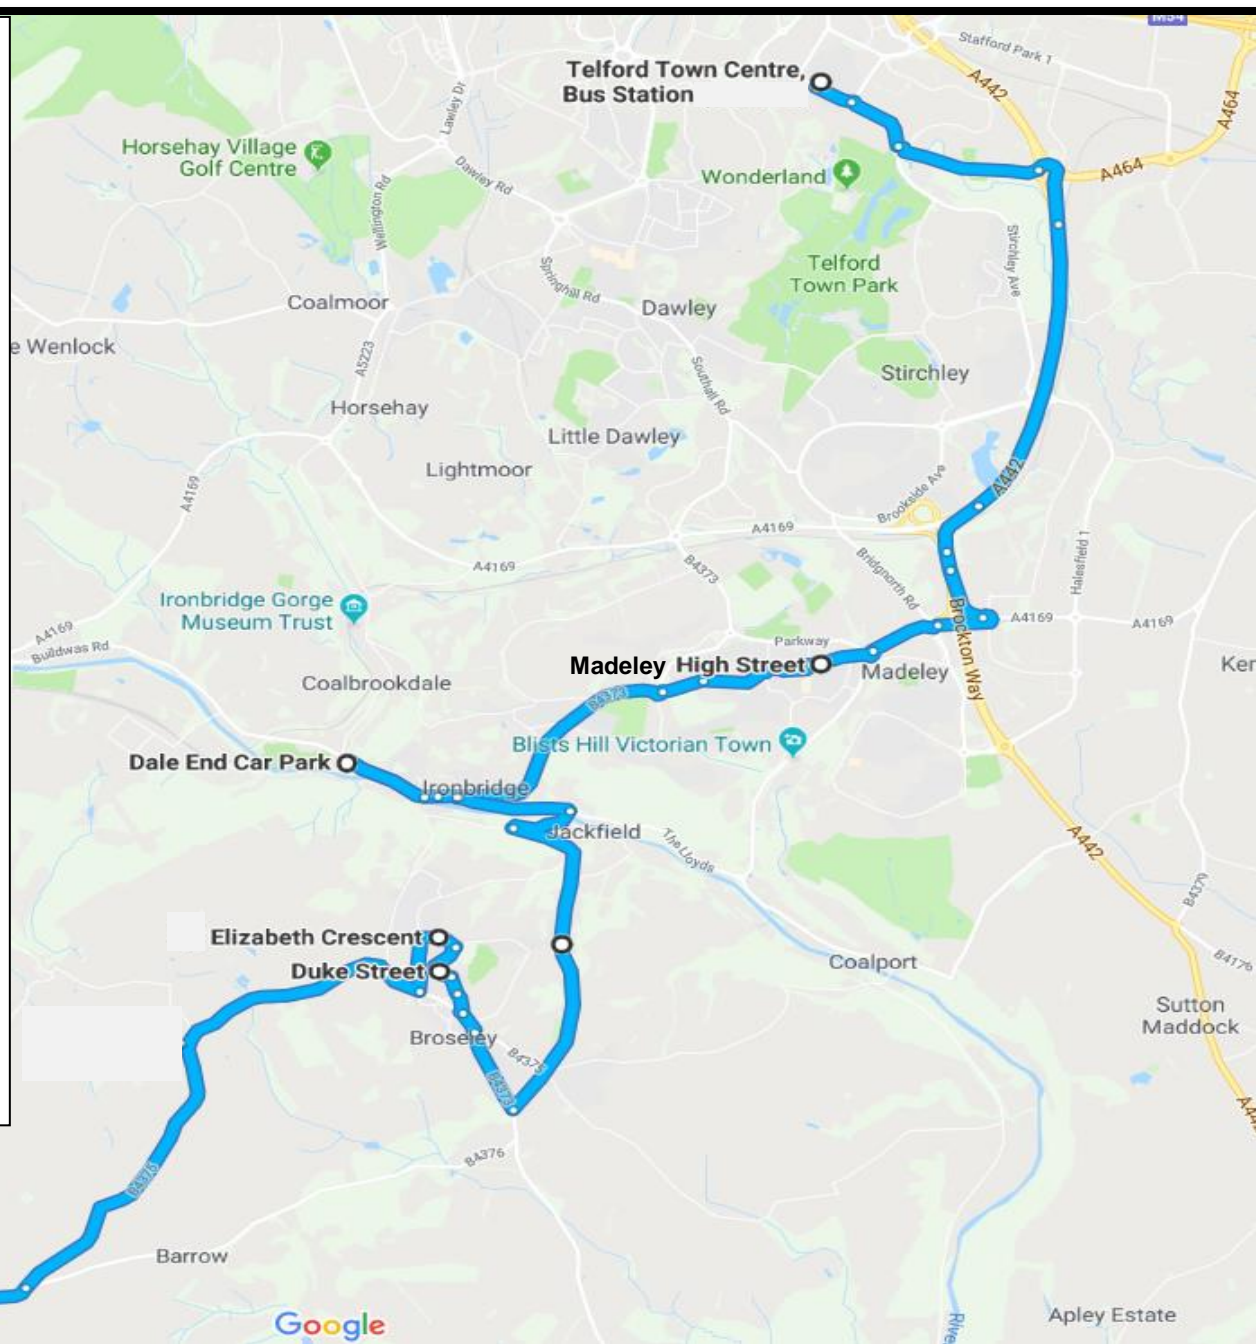 M54
Stafford Park 1
Telford Town Centre,
Bus Station
A442
A464
Lawley Dr
Horsehay Village
Golf Centre
Dawley Rd
Wonderland
A464
Wellington Rd
Stirchley Ave
Telford
Town Park
Springhill Rd
Coalmoor
Dawley
e Wenlock
A5223
Southall Rd
Stirchley
Horsehay
Little Dawley
Lightmoor
A442
A4169
Brookside Ave
A4169
Halesfield 1
A4169
B4373
Bridgnorth Rd
Ironbridge Gorge
Museum Trust
Brockton Way
A4169
A4169
A4169
Buildwas Rd
Parkway
Madeley High Street
Madeley
Ker
Coalbrookdale
B4373
Blists Hill Victorian Town
Dale End Car Park
Ironbridge
Jackfield
The Lloyds
A442
B4379
Elizabeth Crescent
Duke Street
Coalport
B4176
Sutton
Maddock
Broseley
B4375
B4373
A442
B4376
B4376
Barrow
Google
Rive
Apley Estate